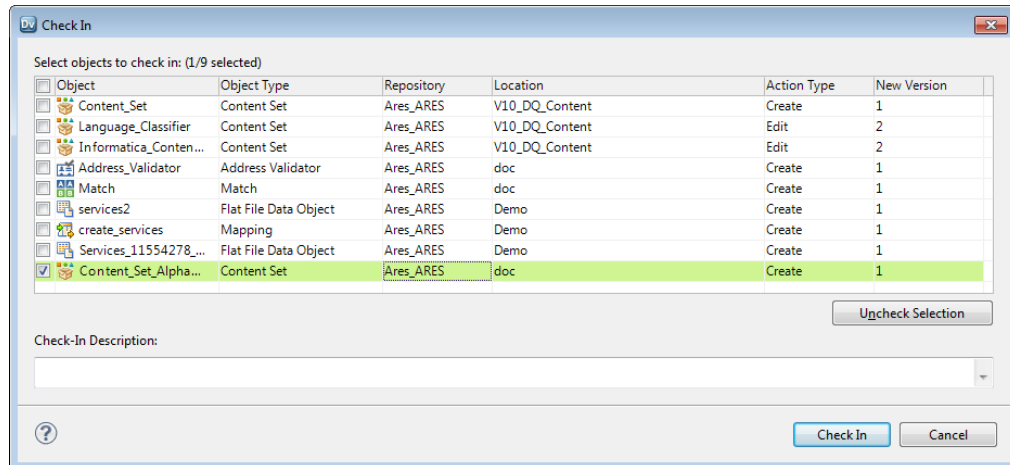 Dv Check In
Select objects to check in: (1/9 selected)
Object Object Type Repository Location Action Type New Version
Content_Set Content Set Ares_ARES V10_DQ_Content Create 1
Language_Classifier Content Set Ares_ARES V10_DQ_Content Edit 2
Informatica_Conten... Content Set Ares_ARES V10_DQ_Content Edit 2
Address_Validator Address Validator Ares_ARES doc Create 1
Match Match Ares_ARES doc Create 1
services2 Flat File Data Object Ares_ARES Demo Create 1
create_services Mapping Ares_ARES Demo Create 1
Services_11554278_... Flat File Data Object Ares_ARES Demo Create 1
Content_Set_Alpha... Content Set Ares_ARES doc Create 1
Uncheck Selection
Check-In Description:
? Check In Cancel